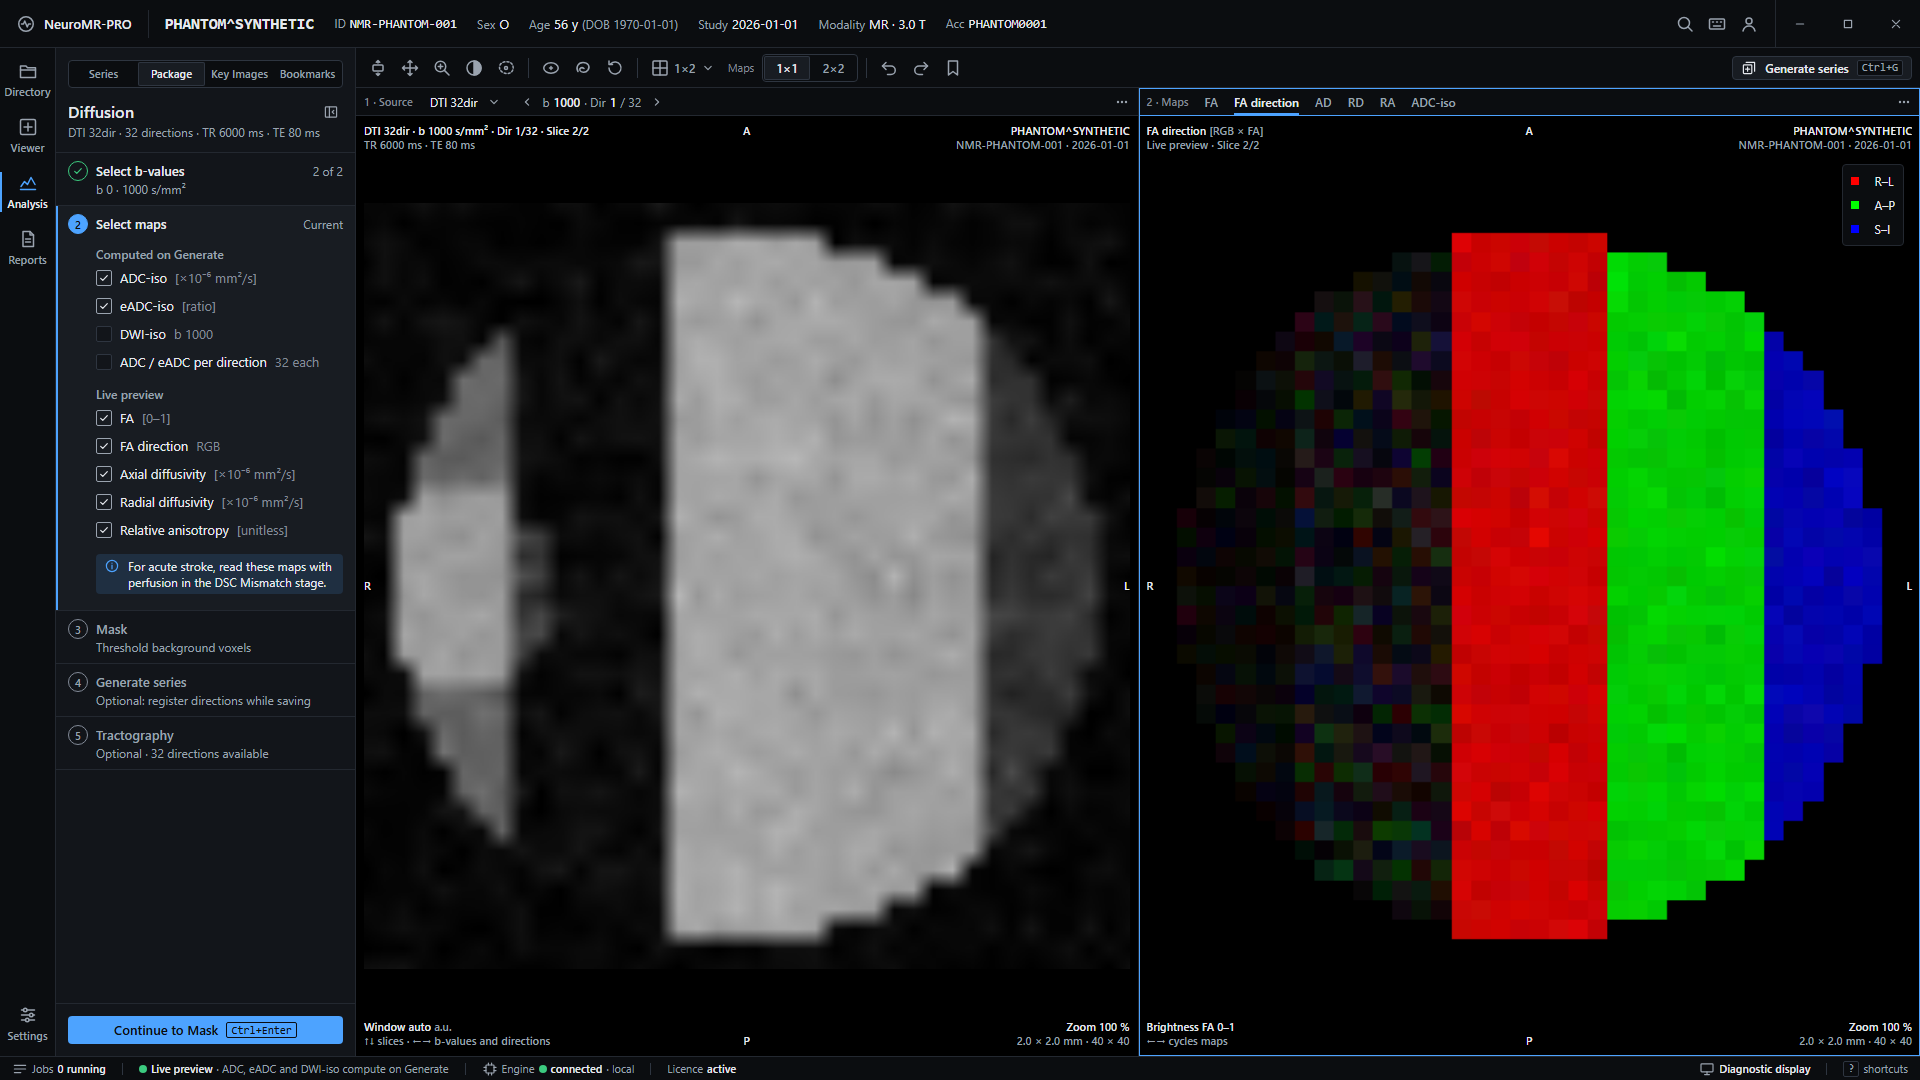 NeuroMR-PRO
PHANTOM^SYNTHETIC
ID NMR-PHANTOM-001
Sex O
Age 56 y (DOB 1970-01-01)
Study 2026-01-01
Modality MR · 3.0 T
Acc PHANTOM0001
Directory
Viewer
Analysis
Reports
Settings
Series
Package
Key Images
Bookmarks
Diffusion
DTI 32dir · 32 directions · TR 6000 ms · TE 80 ms
Select b-values 2 of 2
b 0 · 1000 s/mm²
2 Select maps Current
Computed on Generate
ADC-iso [×10⁻⁶ mm²/s]
eADC-iso [ratio]
DWI-iso b 1000
ADC / eADC per direction 32 each
Live preview
FA [0–1]
FA direction RGB
Axial diffusivity [×10⁻⁶ mm²/s]
Radial diffusivity [×10⁻⁶ mm²/s]
Relative anisotropy [unitless]
For acute stroke, read these maps with
perfusion in the DSC Mismatch stage.
3 Mask
Threshold background voxels
4 Generate series
Optional: register directions while saving
5 Tractography
Optional · 32 directions available
Continue to Mask Ctrl+Enter
1×2
Maps
1×1
2×2
Generate series Ctrl+G
1 · Source DTI 32dir b 1000 · Dir 1 / 32
DTI 32dir · b 1000 s/mm² · Dir 1/32 · Slice 2/2
TR 6000 ms · TE 80 ms
A
PHANTOM^SYNTHETIC
NMR-PHANTOM-001 · 2026-01-01
R
L
Window auto a.u.
↑↓ slices · ←→ b-values and directions
P
Zoom 100 %
2.0 × 2.0 mm · 40 × 40
2 · Maps FA FA direction AD RD RA ADC-iso
FA direction [RGB × FA]
Live preview · Slice 2/2
A
PHANTOM^SYNTHETIC
NMR-PHANTOM-001 · 2026-01-01
R–L
A–P
S–I
R
L
Brightness FA 0–1
←→ cycles maps
P
Zoom 100 %
2.0 × 2.0 mm · 40 × 40
Jobs 0 running
Live preview · ADC, eADC and DWI-iso compute on Generate
Engine connected · local
Licence active
Diagnostic display
? shortcuts